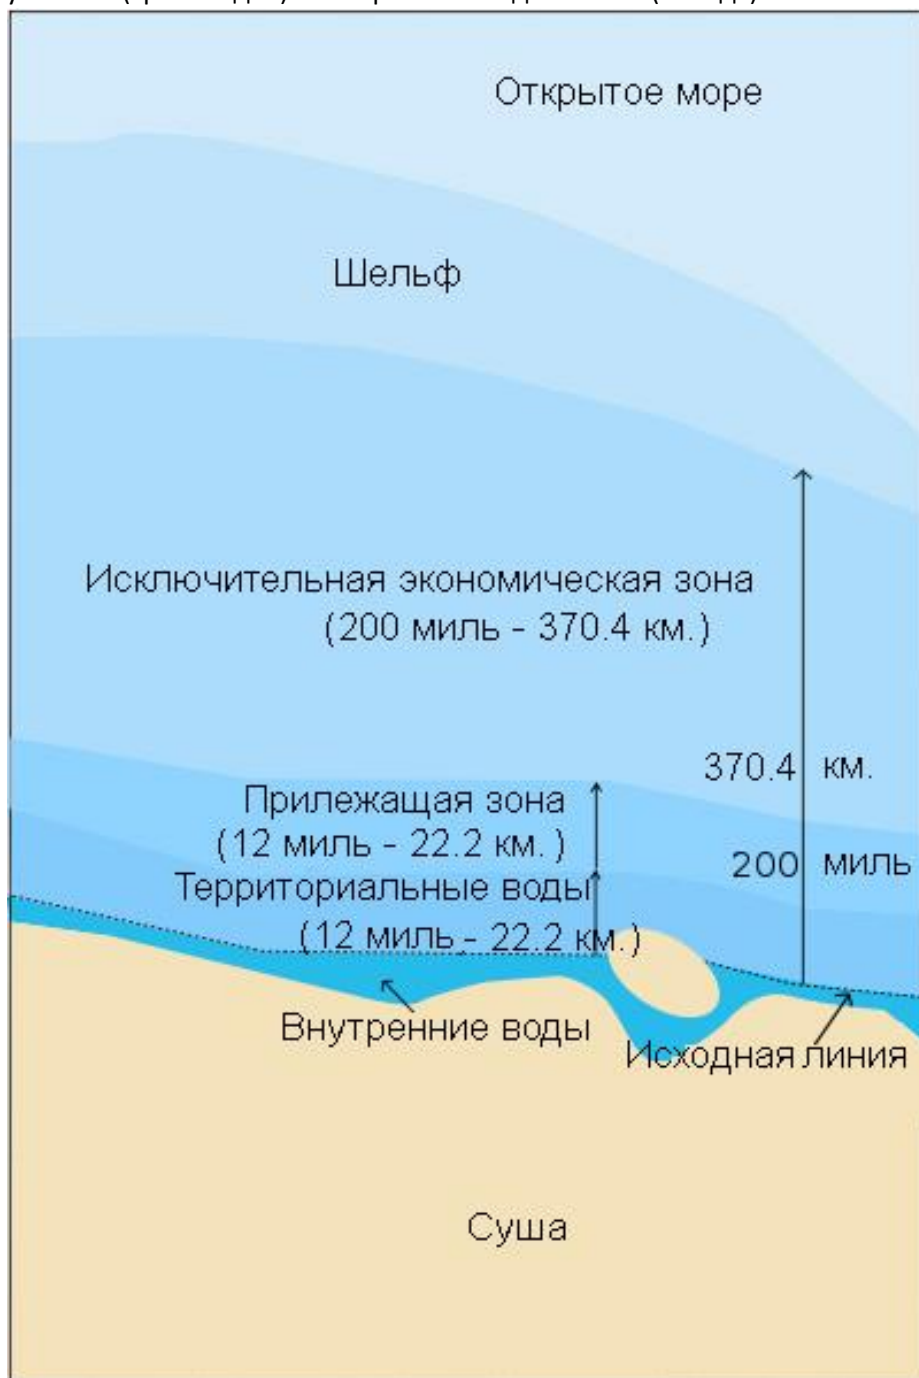 Открытое море
Шельф
Исключительная экономическая зона
(200 миль - 370.4 км.)
370.4 км.
Прилежащая зона
(12 миль - 22.2 км. )
200 миль
Территориальные воды
(12 миль - 22.2 км.)
Внутренние воды
Исходная линия
Суша